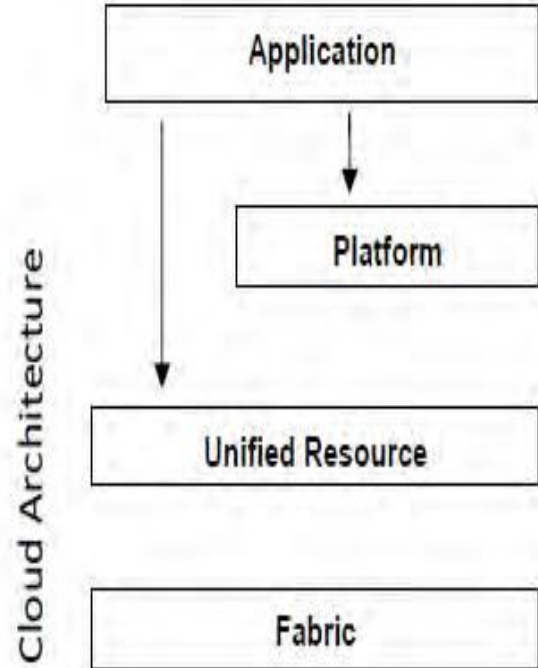 Application
Platform
Unified Resource
Fabric
Cloud Architecture